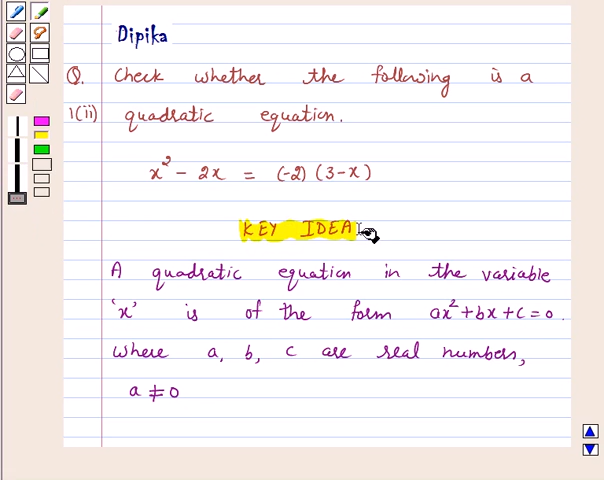 Dipika
Q. Check whether the following is a
1(ii) quadratic equation.
x² - 2x = (-2) (3-x)
KEY IDEA
A quadratic equation in the variable
'x' is of the form ax²+bx+c=0.
where a, b, c are real numbers,
a ≠ 0